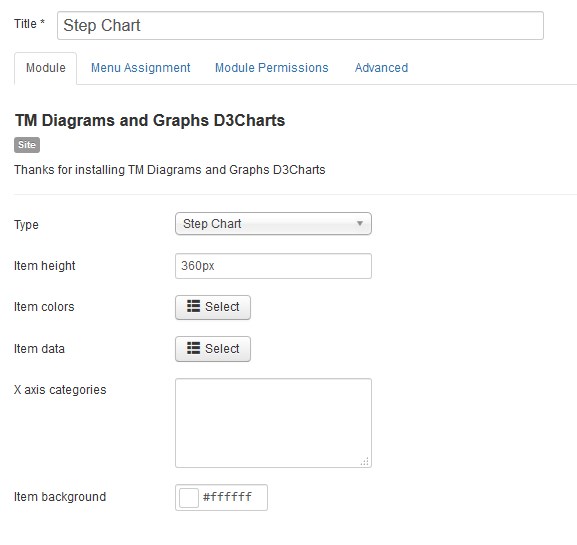 Title * Step Chart
Module Menu Assignment Module Permissions Advanced
TM Diagrams and Graphs D3Charts
Site
Thanks for installing TM Diagrams and Graphs D3Charts
Type Step Chart
Item height 360px
Item colors Select
Item data Select
X axis categories
Item background #ffffff